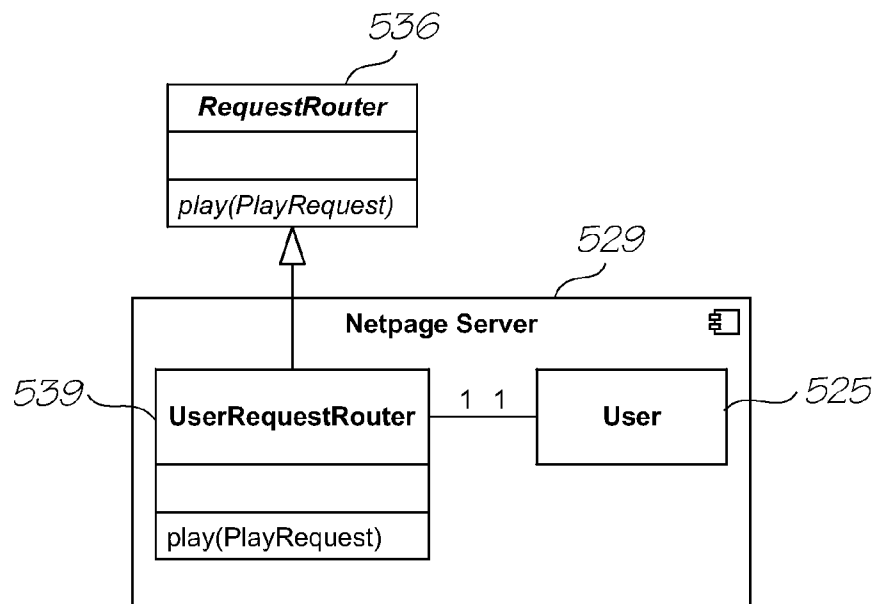 536
RequestRouter
play(PlayRequest)
529
Netpage Server
539
UserRequestRouter
1 1
User
525
play(PlayRequest)